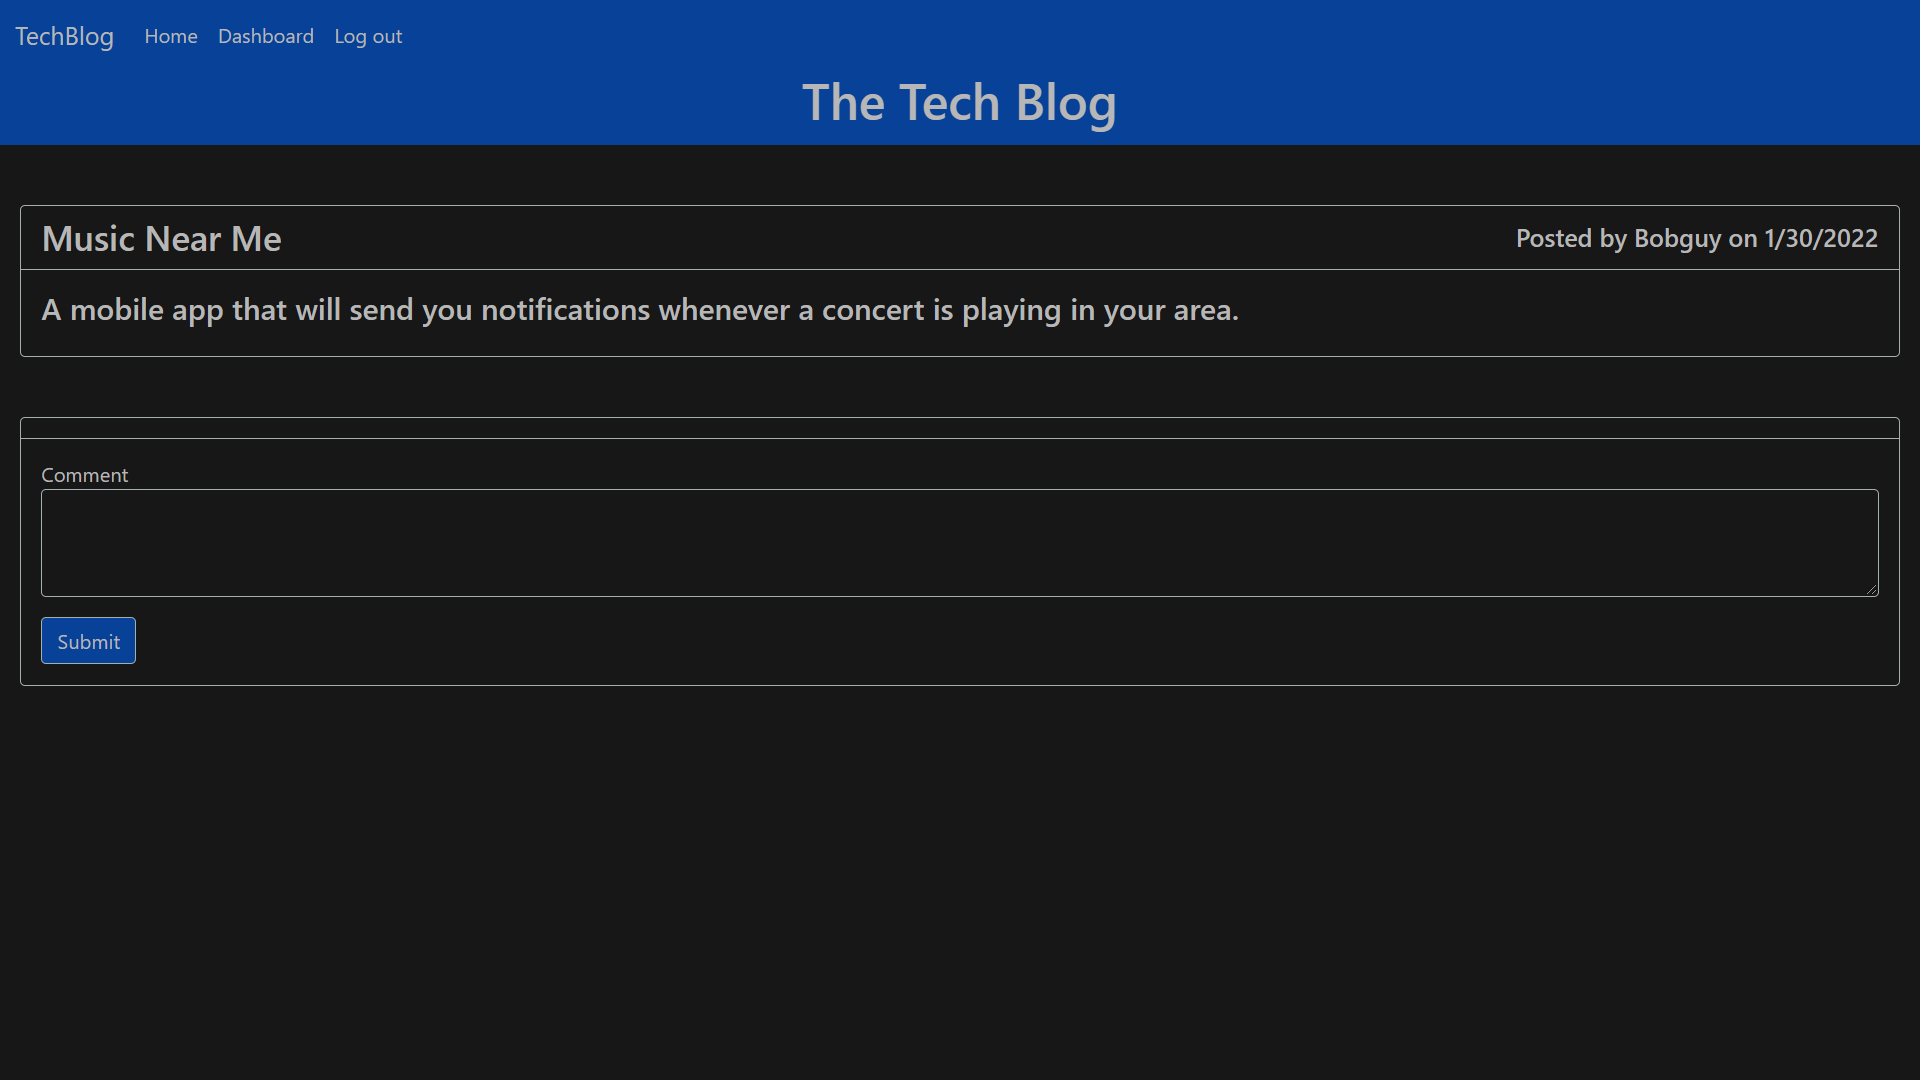 TechBlog Home Dashboard Log out
The Tech Blog
Music Near Me Posted by Bobguy on 1/30/2022
A mobile app that will send you notifications whenever a concert is playing in your area.
Comment
Submit